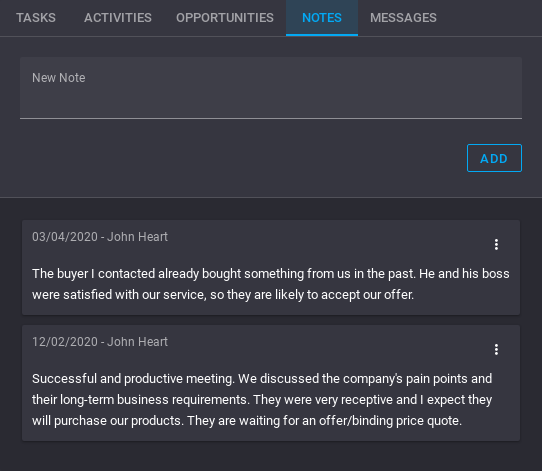 TASKS ACTIVITIES OPPORTUNITIES NOTES MESSAGES
New Note
ADD
03/04/2020 - John Heart
The buyer I contacted already bought something from us in the past. He and his boss
were satisfied with our service, so they are likely to accept our offer.
12/02/2020 - John Heart
Successful and productive meeting. We discussed the company's pain points and
their long-term business requirements. They were very receptive and I expect they
will purchase our products. They are waiting for an offer/binding price quote.